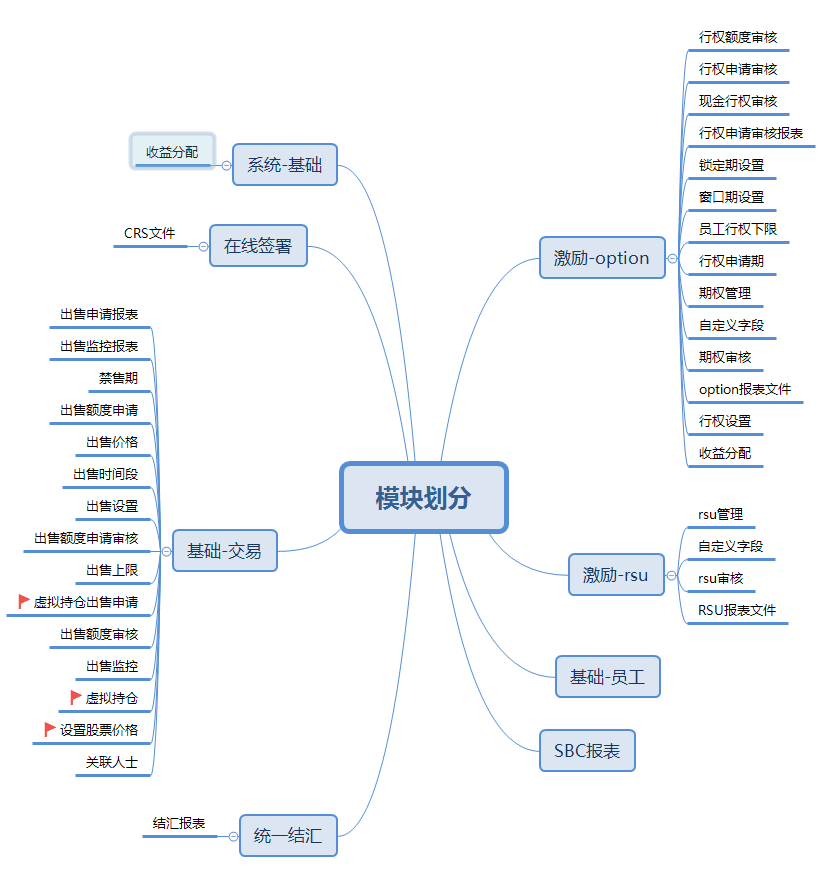 模块划分
激励-option
行权额度审核
行权申请审核
现金行权审核
行权申请审核报表
锁定期设置
窗口期设置
员工行权下限
行权申请期
期权管理
自定义字段
期权审核
option报表文件
行权设置
收益分配
激励-rsu
rsu管理
自定义字段
rsu审核
RSU报表文件
基础-员工
SBC报表
系统-基础
收益分配
在线签署
CRS文件
基础-交易
出售申请报表
出售监控报表
禁售期
出售额度申请
出售价格
出售时间段
出售设置
出售额度申请审核
出售上限
虚拟持仓出售申请
出售额度审核
出售监控
虚拟持仓
设置股票价格
关联人士
统一结汇
结汇报表